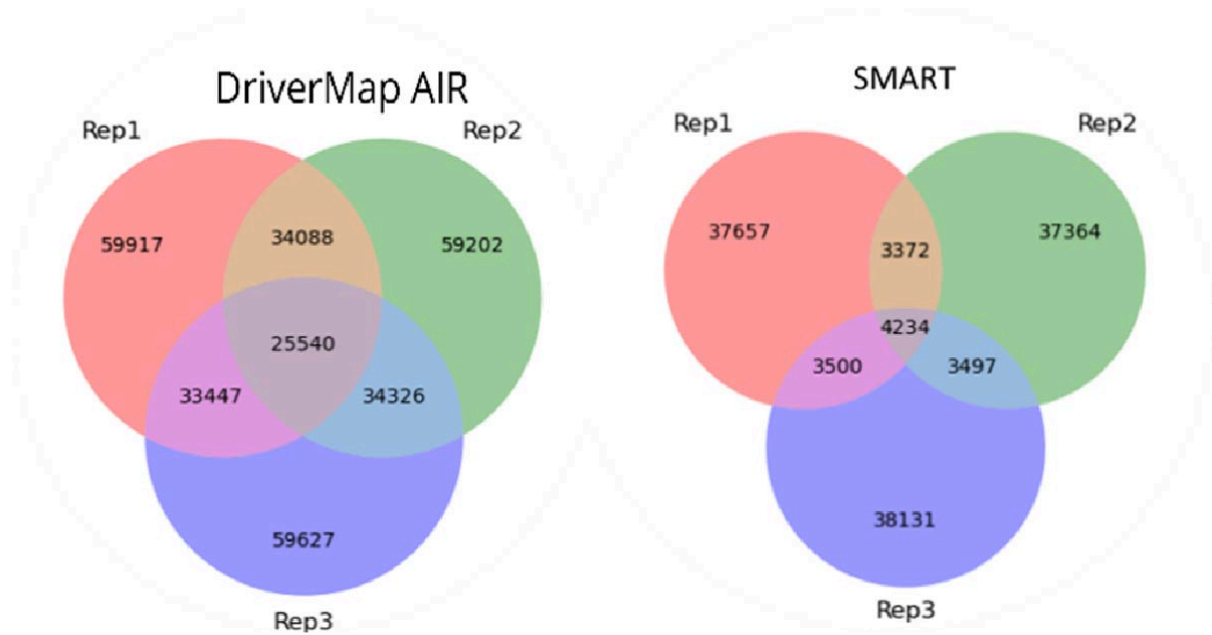 DriverMap AIR
Rep1
Rep2
59917
34088
59202
25540
33447
34326
59627
Rep3
SMART
Rep1
Rep2
37657
3372
37364
4234
3500
3497
38131
Rep3